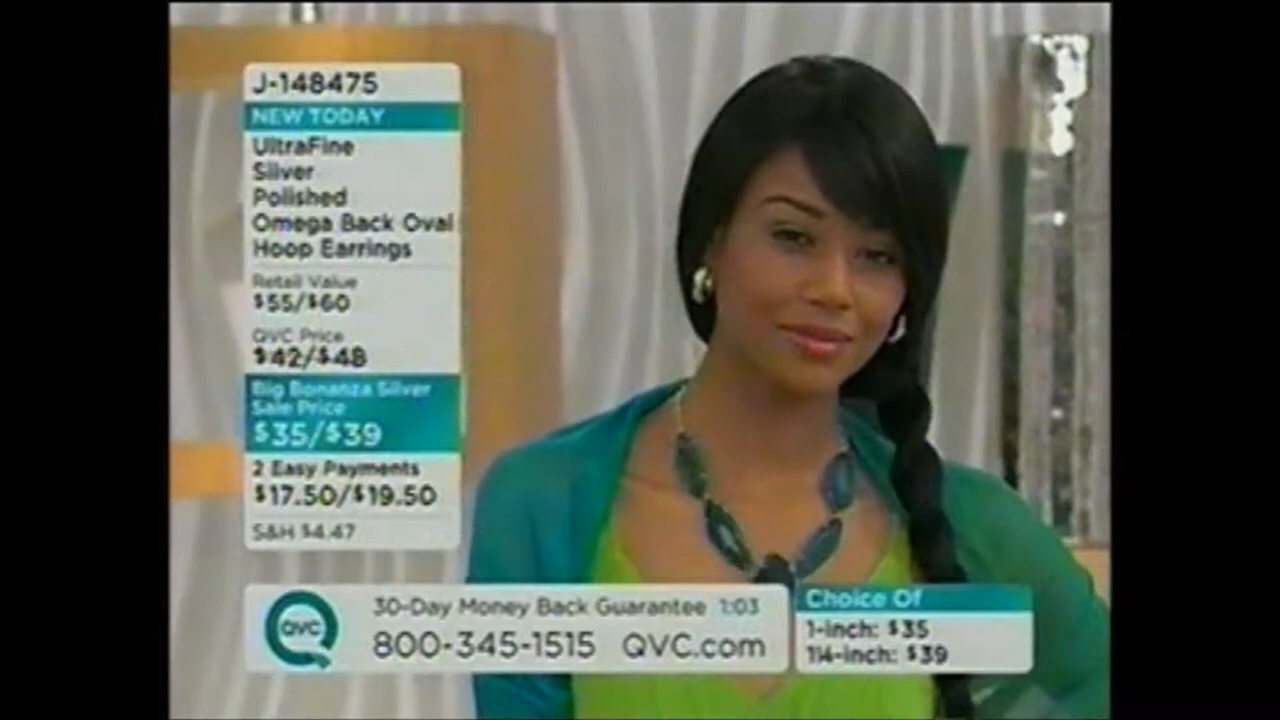 J-148475
NEW TODAY
UltraFine
Silver
Polished
Omega Back Oval
Hoop Earrings
Retail Value
$55/$60
QVC Price
$42/$48
Big Bonanza Silver
Sale Price
$35/$39
2 Easy Payments
$17.50/$19.50
S&H $4.47
QVC
30-Day Money Back Guarantee 1:03
800-345-1515 QVC.com
Choice Of
1-inch: $35
1¼-inch: $39